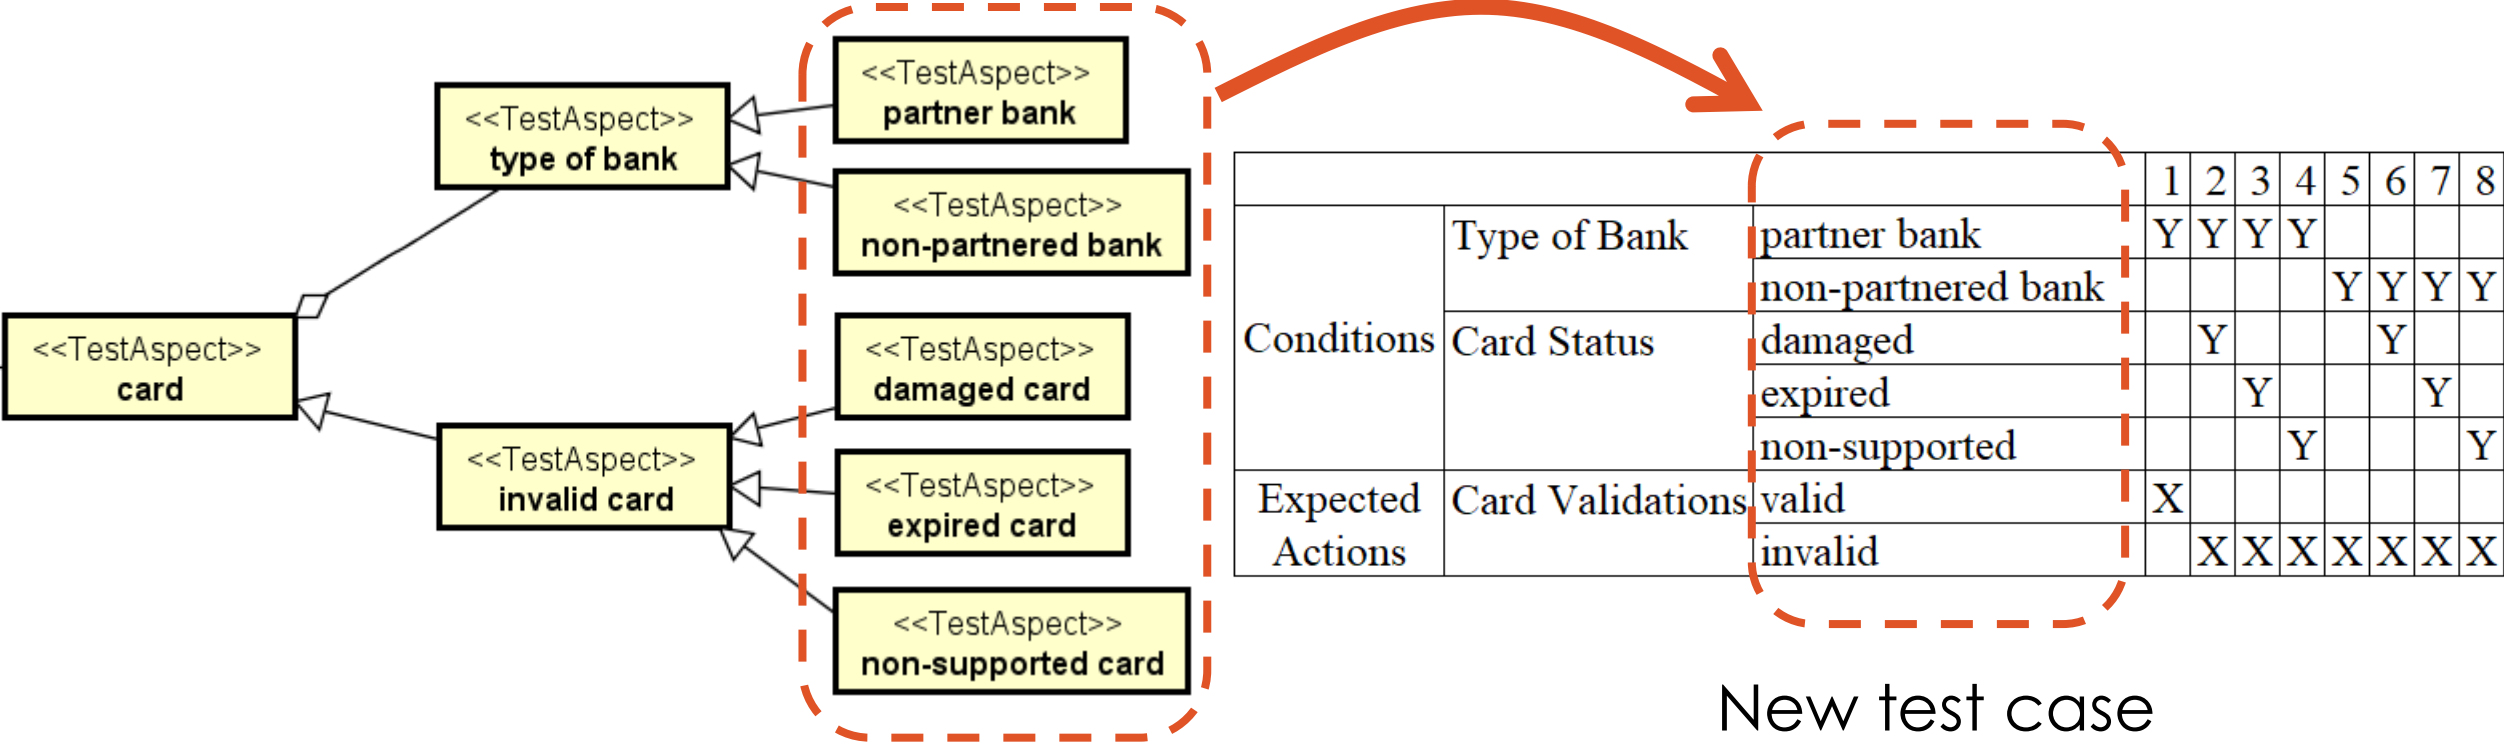 <<TestAspect>>
partner bank
<<TestAspect>>
type of bank
<<TestAspect>>
non-partnered bank
<<TestAspect>>
card
<<TestAspect>>
damaged card
<<TestAspect>>
invalid card
<<TestAspect>>
expired card
<<TestAspect>>
non-supported card
1 2 3 4 5 6 7 8
Conditions
Type of Bank
partner bank Y Y Y Y
non-partnered bank Y Y Y Y
Card Status
damaged Y Y
expired Y Y
non-supported Y Y
Expected
Actions
Card Validations
valid X
invalid X X X X X X X
New test case